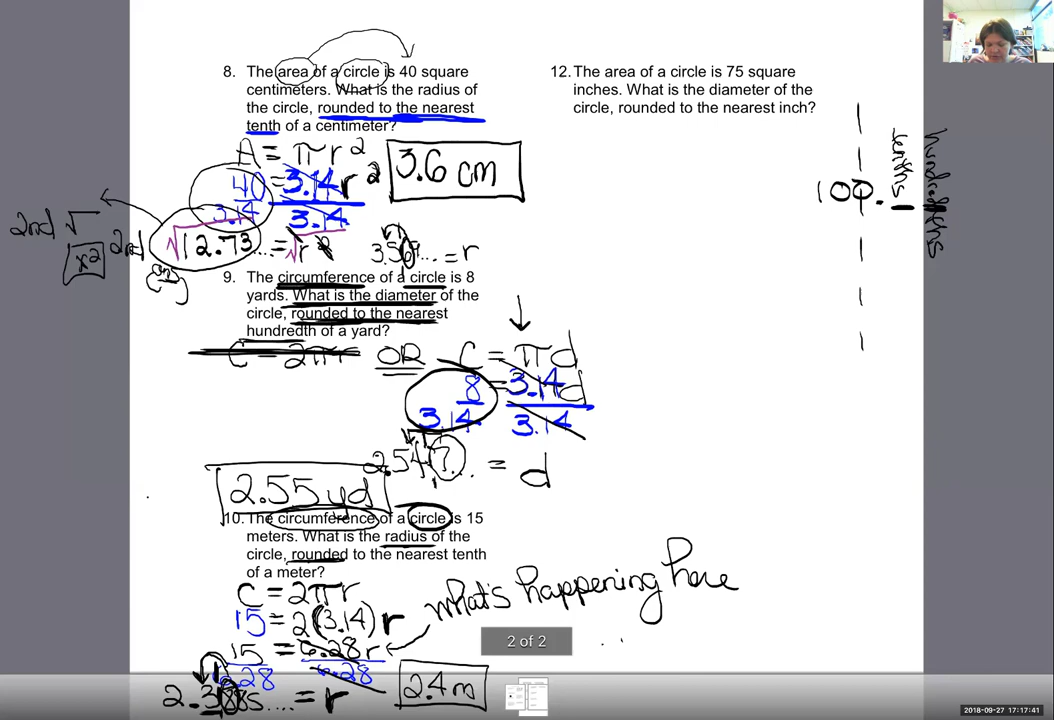 8. The area of a circle is 40 square
centimeters. What is the radius of
the circle, rounded to the nearest
tenth of a centimeter?
A = πr²
3.6 cm
40 = 3.14 r²
3.14 3.14
2nd √
x² 2nd
√12.73... = √r²
3.56... = r
9. The circumference of a circle is 8
yards. What is the diameter of the
circle, rounded to the nearest
hundredth of a yard?
C = 2πr OR C = πd
8 = 3.14d
3.14 3.14
2.547... = d
2.55 yd
10. The circumference of a circle is 15
meters. What is the radius of the
circle, rounded to the nearest tenth
of a meter?
C = 2πr
15 = 2(3.14)r
what's happening here
15 = 6.28r
6.28 6.28
2.388s.... = r
2.4 m
12. The area of a circle is 75 square
inches. What is the diameter of the
circle, rounded to the nearest inch?
100.
tenths
hundredths
2 of 2
2018-09-27 17:17:41